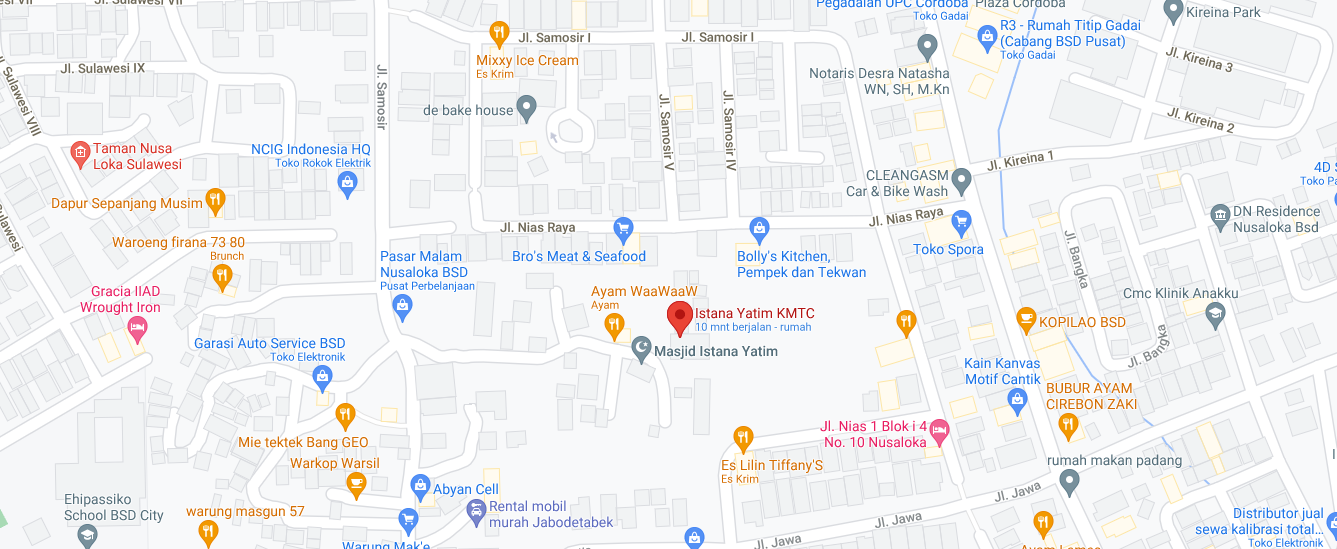 Jl. Sulawesi VII
Pegadaian UPC Cordoba
Toko Gadai
Plaza Cordoba
Kireina Park
R3 - Rumah Titip Gadai
(Cabang BSD Pusat)
Toko Gadai
Jl. Samosir I
Jl. Samosir I
Mixxy Ice Cream
Es Krim
Notaris Desra Natasha
WN, SH, M.Kn
Jl. Kireina 3
Jl. Sulawesi IX
Jl. Sulawesi VIII
Jl. Samosir
de bake house
Jl. Samosir V
Jl. Samosir IV
Jl. Kireina 2
Taman Nusa
Loka Sulawesi
NCIG Indonesia HQ
Toko Rokok Elektrik
Jl. Kireina 1
CLEANGASM
Car & Bike Wash
4D S
Toko Pa
Dapur Sepanjang Musim
Jl. Sulawesi
Jl. Nias Raya
Jl. Nias Raya
DN Residence
Nusaloka Bsd
Waroeng firana 73 80
Brunch
Pasar Malam
Nusaloka BSD
Pusat Perbelanjaan
Bro's Meat & Seafood
Bolly's Kitchen,
Pempek dan Tekwan
Toko Spora
Jl. Bangka
Gracia IIAD
Wrought Iron
Ayam WaaWaaW
Ayam
Istana Yatim KMTC
10 mnt berjalan - rumah
Cmc Klinik Anakku
KOPILAO BSD
Garasi Auto Service BSD
Toko Elektronik
Masjid Istana Yatim
Jl. Bangka
Kain Kanvas
Motif Cantik
BUBUR AYAM
CIREBON ZAKI
Mie tektek Bang GEO
Jl. Nias 1 Blok i 4
No. 10 Nusaloka
Warkop Warsil
Es Lilin Tiffany'S
Es Krim
rumah makan padang
Abyan Cell
Jl. Jawa
Ehipassiko
School BSD City
warung masgun 57
Rental mobil
murah Jabodetabek
Jl. Jawa
Distributor jual
sewa kalibrasi total...
Toko Elektronik
Warung Mak'e
Jl. Jawa